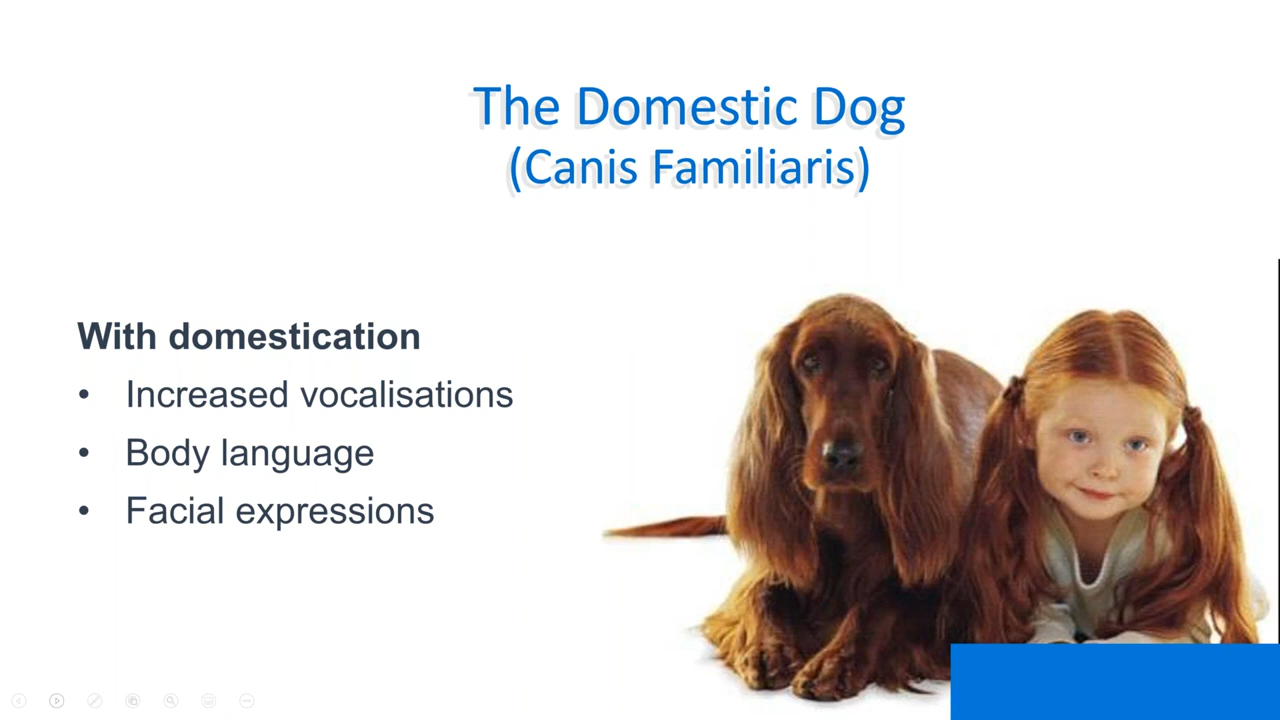 The Domestic Dog
(Canis Familiaris)
With domestication
• Increased vocalisations
• Body language
• Facial expressions